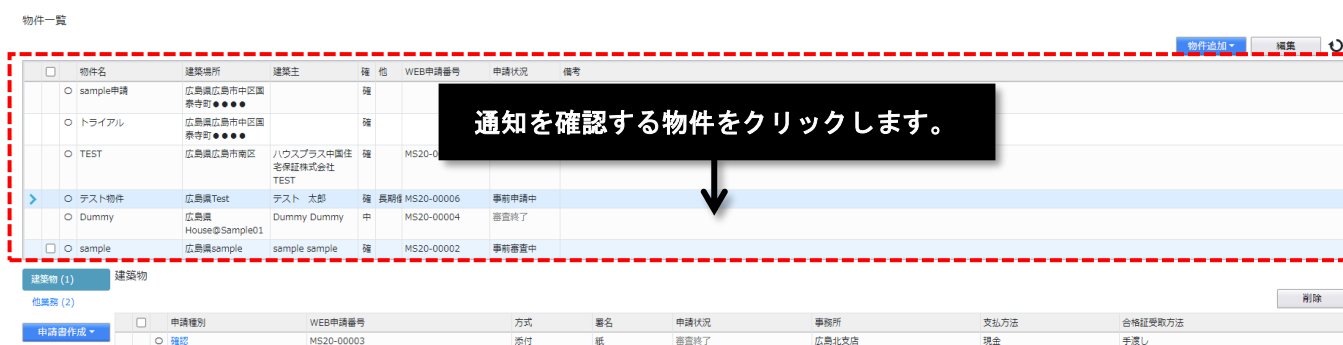 物件一覧
物件追加 編集
物件名 建築場所 建築主 確 他 WEB申請番号 申請状況 備考
sample申請 広島県広島市中区国 確
泰寺町●●●●
トライアル 広島県広島市中区国 確
泰寺町●●●●
通知を確認する物件をクリックします。
TEST 広島県広島市南区 ハウスプラス中国住 確 MS20-0
宅保証株式会社
TEST
テスト物件 広島県Test テスト 太郎 確 長期 MS20-00006 事前申請中
Dummy 広島県 Dummy Dummy 中 MS20-00004 審査終了
House@Sample01
sample 広島県sample sample sample 確 MS20-00002 事前審査中
建築物 (1) 建築物
他業務 (2)
削除
申請書作成
申請種別 WEB申請番号 方式 署名 申請状況 事務所 支払方法 合格証受取方法
確認 MS20-00003 添付 紙 審査終了 広島北支店 現金 手渡し